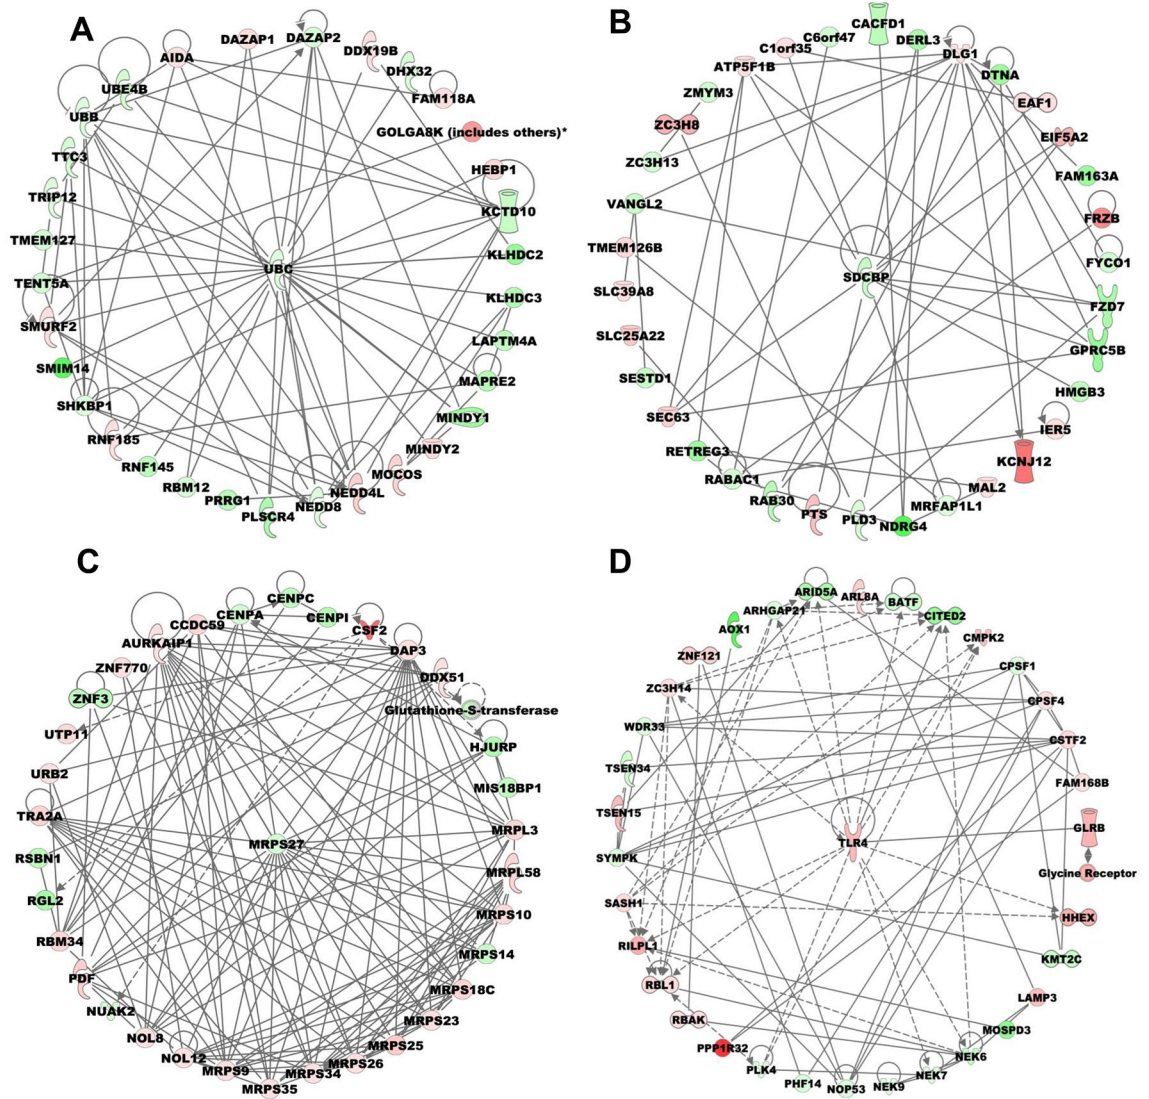 A
DAZAP1
DAZAP2
DDX19B
AIDA
DHX32
UBE4B
FAM118A
UBB
GOLGA8K (includes others)*
TTC3
HEBP1
TRIP12
KCTD10
TMEM127
KLHDC2
UBC
TENT5A
KLHDC3
SMURF2
LAPTM4A
SMIM14
MAPRE2
SHKBP1
MINDY1
RNF185
MINDY2
RNF145
MOCOS
RBM12
NEDD4L
PRRG1
NEDD8
PLSCR4
B
CACFD1
C6orf47
DERL3
C1orf35
DLG1
ATP5F1B
DTNA
ZMYM3
EAF1
ZC3H8
EIF5A2
ZC3H13
FAM163A
VANGL2
FRZB
TMEM126B
FYCO1
SDCBP
SLC39A8
FZD7
SLC25A22
GPRC5B
SESTD1
HMGB3
SEC63
IER5
RETREG3
KCNJ12
RABAC1
MAL2
RAB30
MRFAP1L1
PTS
PLD3
NDRG4
C
CENPC
CENPA
CENPI
CCDC59
CSF2
AURKAIP1
DAP3
ZNF770
DDX51
ZNF3
Glutathione-S-transferase
UTP11
HJURP
URB2
MIS18BP1
TRA2A
MRPL3
MRPS27
RSBN1
MRPL58
RGL2
MRPS10
RBM34
MRPS14
PDF
MRPS18C
NUAK2
MRPS23
NOL8
MRPS25
NOL12
MRPS26
MRPS9
MRPS34
MRPS35
D
ARID5A
ARL8A
BATF
ARHGAP21
CITED2
AOX1
CMPK2
ZNF121
CPSF1
ZC3H14
CPSF4
WDR33
CSTF2
TSEN34
FAM168B
TSEN15
GLRB
TLR4
SYMPK
Glycine Receptor
SASH1
HHEX
RILPL1
KMT2C
RBL1
LAMP3
RBAK
MOSPD3
PPP1R32
NEK6
PLK4
NEK7
PHF14
NEK9
NOP53